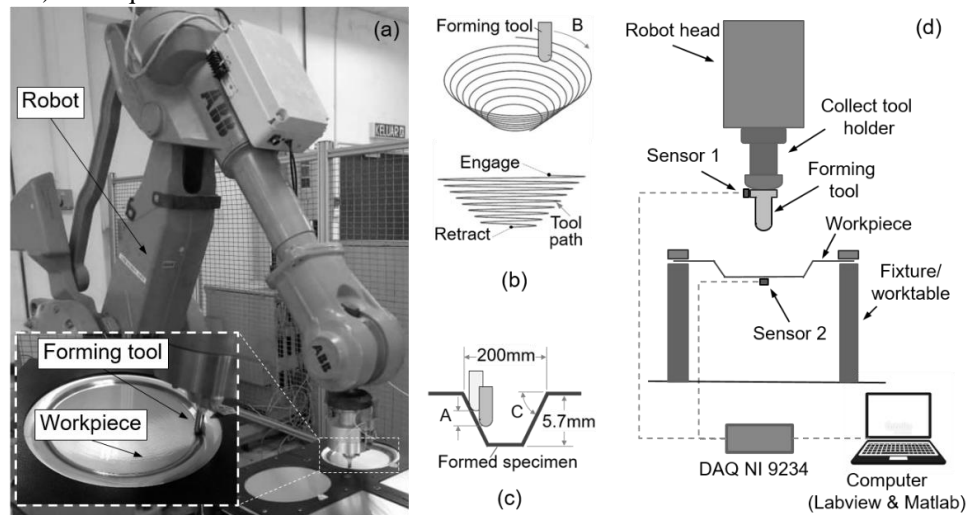 (a)
Robot
ABB
ABB
Forming tool
Workpiece
Forming tool
B
Engage
Tool
path
Retract
(b)
200mm
A
C
5.7mm
Formed specimen
(c)
(d)
Robot head
Collect tool
holder
Sensor 1
Forming
tool
Workpiece
Fixture/
worktable
Sensor 2
DAQ NI 9234
Computer
(Labview & Matlab)